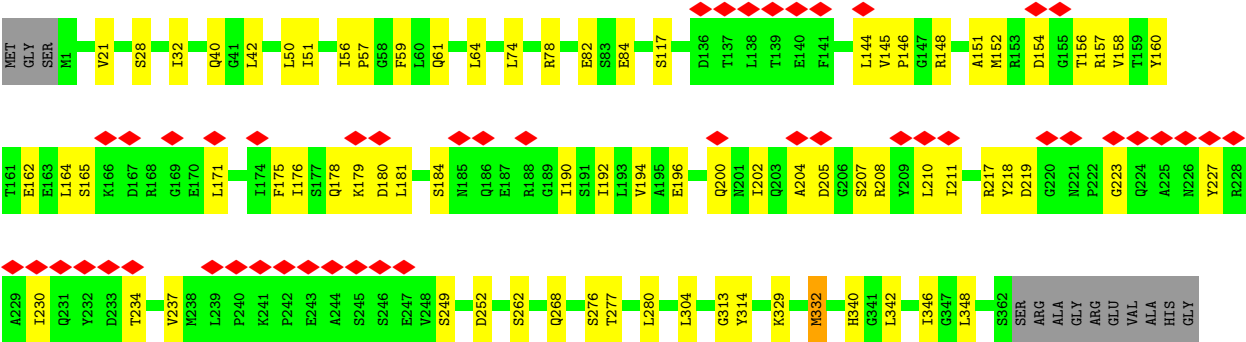 MET GLY SER M1 V21 S28 I32 Q40 G41 L42 L50 I51 I56 P57 G58 F59 L60 Q61 L64 L74 R78 E82 S83 E84 S117 D136 T137 L138 T139 E140 F141 L144 V145 P146 G147 R148 A151 M152 R153 D154 G155 T156 R157 V158 T159 Y160
T161 E162 E163 L164 S165 K166 D167 R168 G169 E170 L171 I174 F175 I176 S177 Q178 K179 D180 L181 S184 N185 Q186 E187 R188 G189 I190 S191 I192 L193 V194 A195 E196 Q200 N201 I202 Q203 A204 D205 G206 S207 R208 Y209 L210 I211 R217 Y218 D219 G220 N221 P222 G223 Q224 A225 N226 Y227 R228
A229 I230 Q231 Y232 D233 T234 V237 M238 L239 P240 K241 P242 E243 A244 S245 S246 E247 V248 S249 D252 S262 Q268 S276 T277 L280 L304 G313 Y314 K329 M332 H340 G341 L342 I346 G347 L348 S362 SER ARG ALA GLY ARG GLU VAL ALA HIS GLY